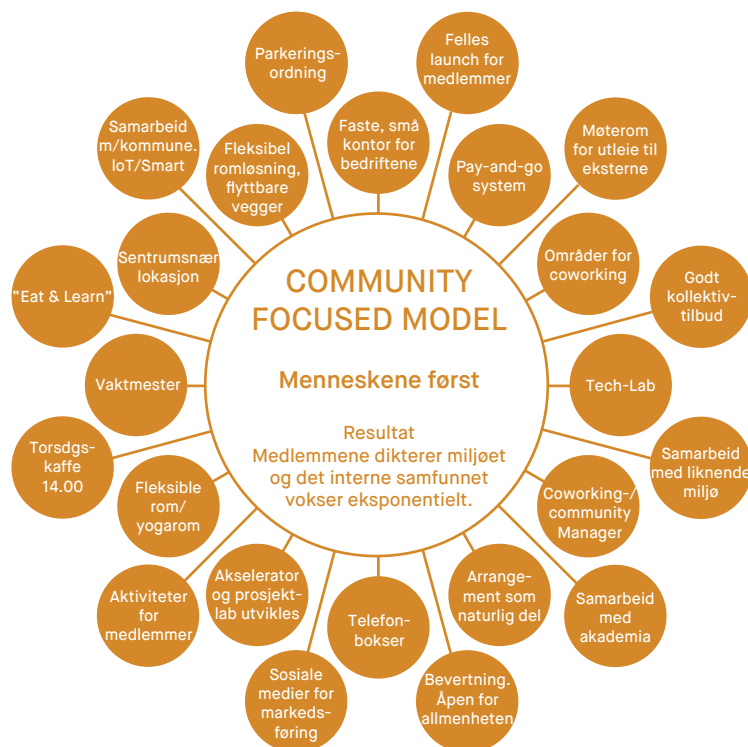 COMMUNITY
FOCUSED MODEL
Menneskene først
Resultat
Medlemmene dikterer miljøet
og det interne samfunnet
vokser eksponentielt.
Parkerings-
ordning
Felles
launch for
medlemmer
Samarbeid
m/kommune.
IoT/Smart
Fleksibel
romløsning,
flyttbare
vegger
Faste, små
kontor for
bedriftene
Pay-and-go
system
Møterom
for utleie til
eksterne
Sentrumsnær
lokasjon
Områder for
coworking
"Eat & Learn"
Godt
kollektiv-
tilbud
Vaktmester
Tech-Lab
Torsdgs-
kaffe
14.00
Samarbeid
med liknende
miljø
Fleksible
rom/
yogarom
Coworking-/
community
Manager
Aktiviteter
for
medlemmer
Akselerator
og prosjekt-
lab utvikles
Telefon-
bokser
Arrange-
ment som
naturlig del
Samarbeid
med
akademia
Sosiale
medier for
markeds-
føring
Bevertning.
Åpen for
allmenheten